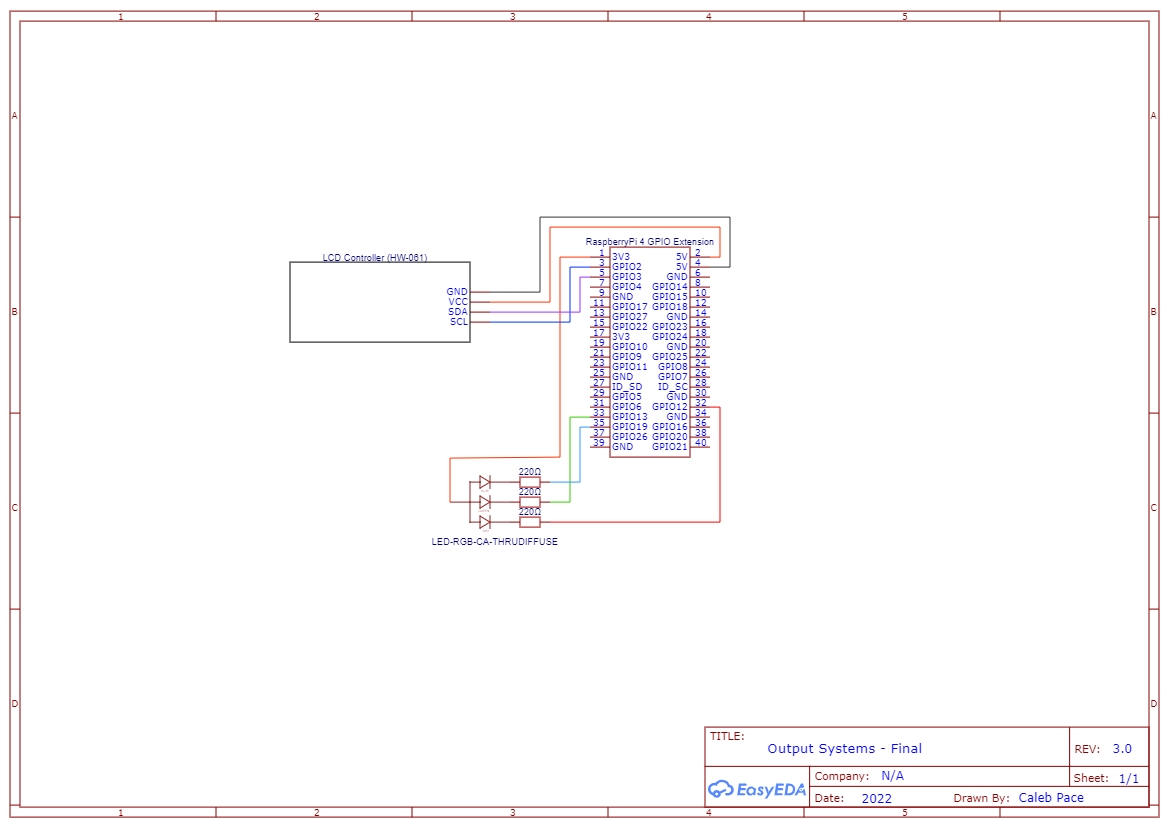 1 2 3 4 5
A A
RaspberryPi 4 GPIO Extension
LCD Controller (HW-061)
GND
VCC
SDA
SCL
1 3V3 5V 2
3 GPIO2 5V 4
5 GPIO3 GND 6
7 GPIO4 GPIO14 8
9 GND GPIO15 10
11 GPIO17 GPIO18 12
13 GPIO27 GND 14
15 GPIO22 GPIO23 16
17 3V3 GPIO24 18
19 GPIO10 GND 20
21 GPIO9 GPIO25 22
23 GPIO11 GPIO8 24
25 GND GPIO7 26
27 ID_SD ID_SC 28
29 GPIO5 GND 30
31 GPIO6 GPIO12 32
33 GPIO13 GND 34
35 GPIO19 GPIO16 36
37 GPIO26 GPIO20 38
39 GND GPIO21 40
B B
220Ω
220Ω
220Ω
LED-RGB-CA-THRUDIFFUSE
C C
D D
TITLE:
Output Systems - Final
REV: 3.0
EasyEDA
Company: N/A
Sheet: 1/1
Date: 2022 Drawn By: Caleb Pace
1 2 3 4 5